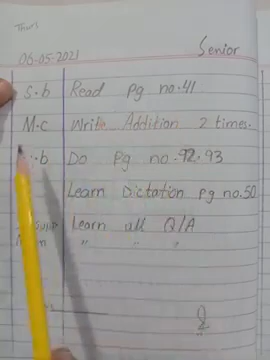 Thurs
06-05-2021
Senior
S.b Read pg no.41
M.c Write Addition 2 times.
b Do pg no.92,93
Learn Dictation pg no.50
Learn all Q/A
" " "